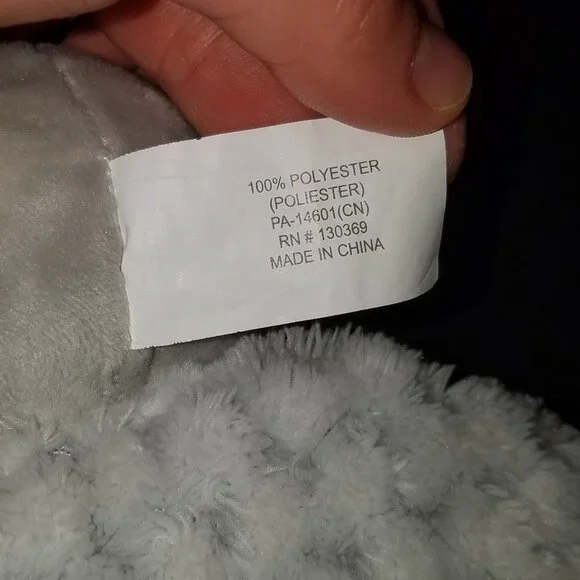 100% POLYESTER
(POLIESTER)
PA-14601(CN)
RN # 130369
MADE IN CHINA